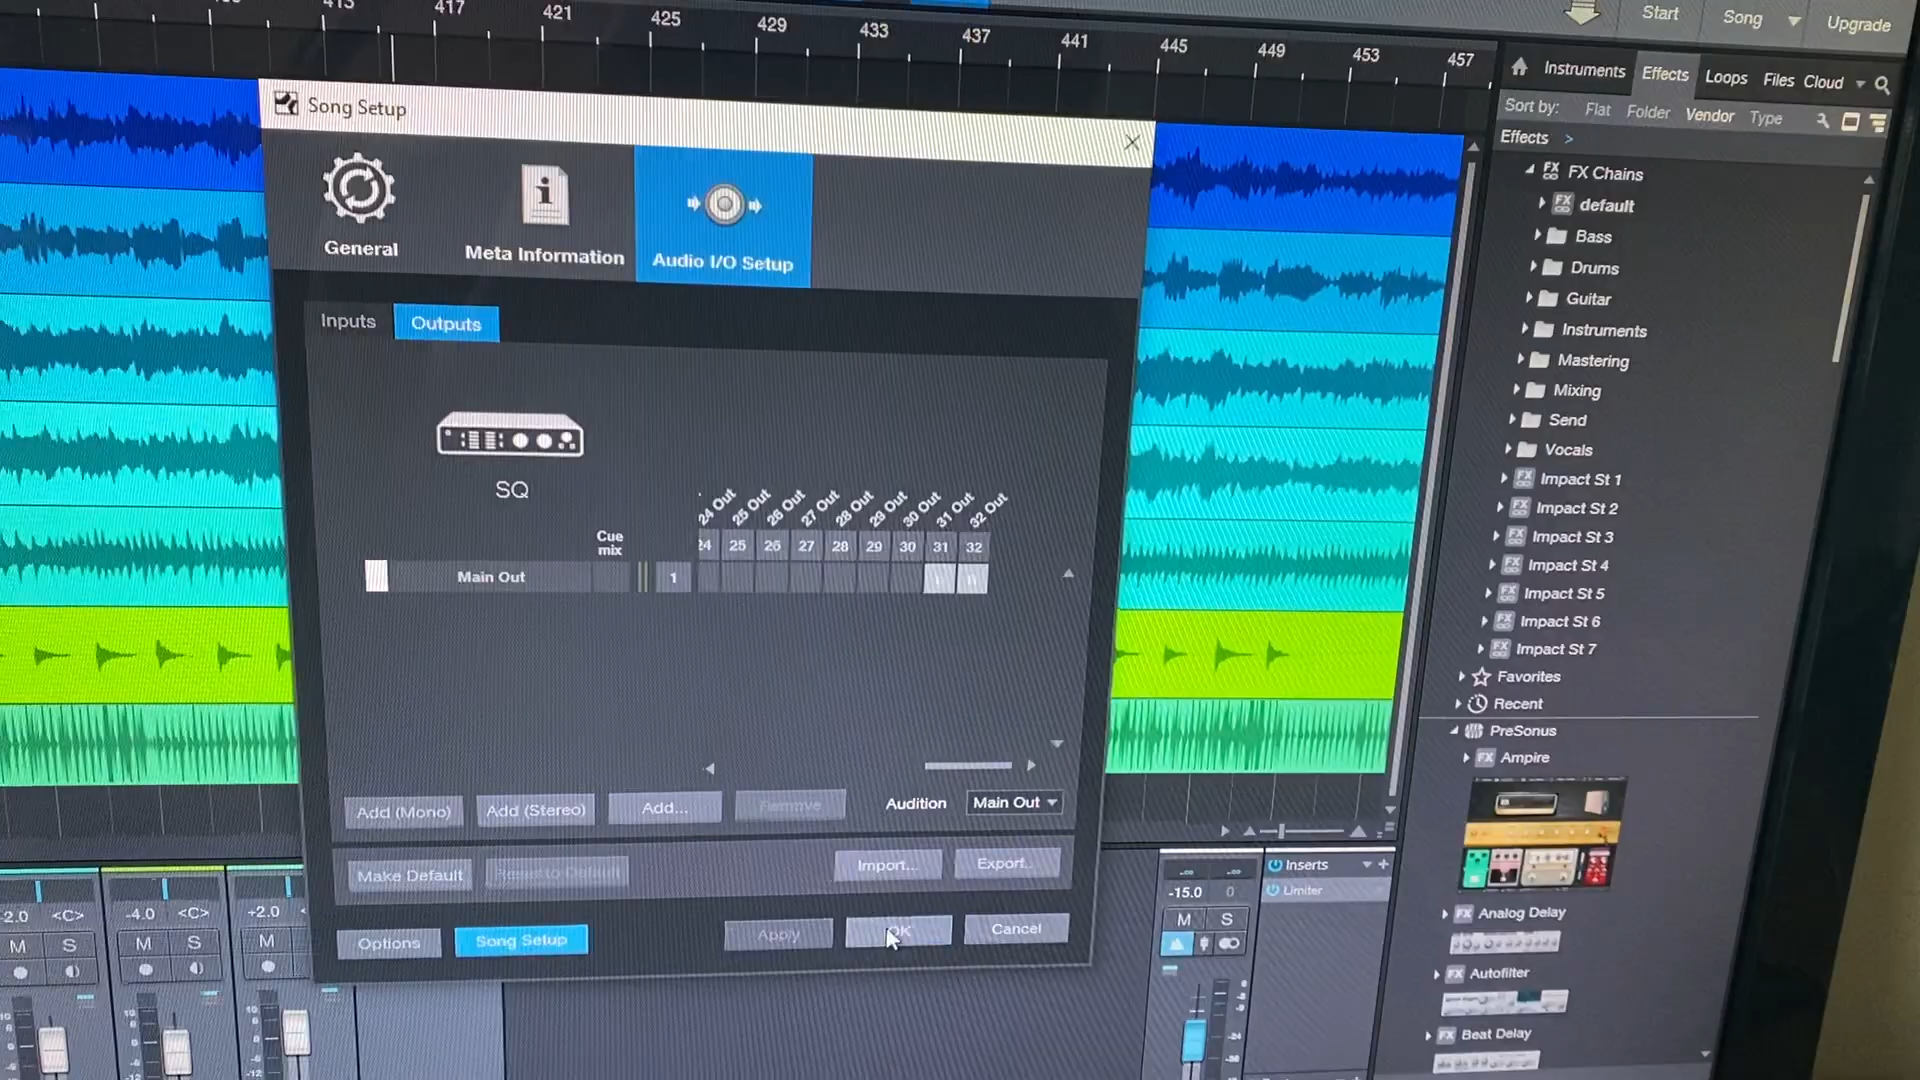 413 417 421 425 429 433 437 441 445 449 453 457
Start Song Upgrade
Instruments Effects Loops Files Cloud
Sort by: Flat Folder Vendor Type
Effects >
FX Chains
default
Bass
Drums
Guitar
Instruments
Mastering
Mixing
Send
Vocals
Impact St 1
Impact St 2
Impact St 3
Impact St 4
Impact St 5
Impact St 6
Impact St 7
Favorites
Recent
PreSonus
Ampire
Analog Delay
Autofilter
Beat Delay
Song Setup
General Meta Information Audio I/O Setup
Inputs Outputs
SQ
24 Out 25 Out 26 Out 27 Out 28 Out 29 Out 30 Out 31 Out 32 Out
Cue mix
24 25 26 27 28 29 30 31 32
Main Out 1
Add (Mono) Add (Stereo) Add... Remove Audition Main Out
Make Default Reset to Default Import... Export...
Options Song Setup Apply OK Cancel
-2.0 <C> -4.0 <C> +2.0
M S M S M
-15.0 0
M S
Inserts
Limiter